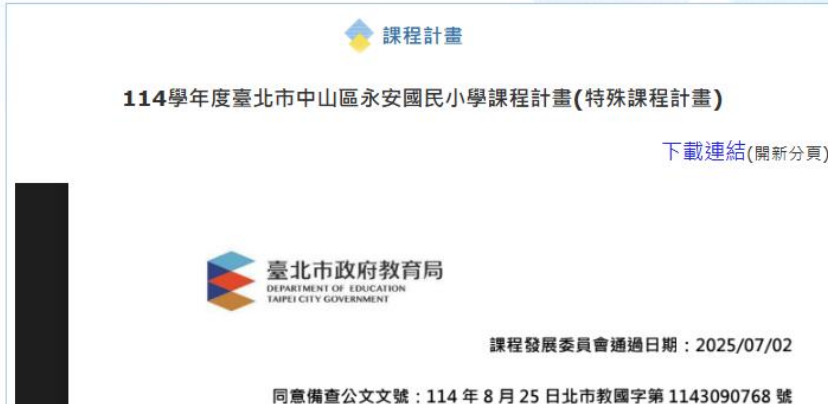 課程計畫
114學年度臺北市中山區永安國民小學課程計畫(特殊課程計畫)
下載連結(開新分頁)
臺北市政府教育局
DEPARTMENT OF EDUCATION
TAIPEI CITY GOVERNMENT
課程發展委員會通過日期：2025/07/02
同意備查公文文號：114 年 8 月 25 日北市教國字第 1143090768 號